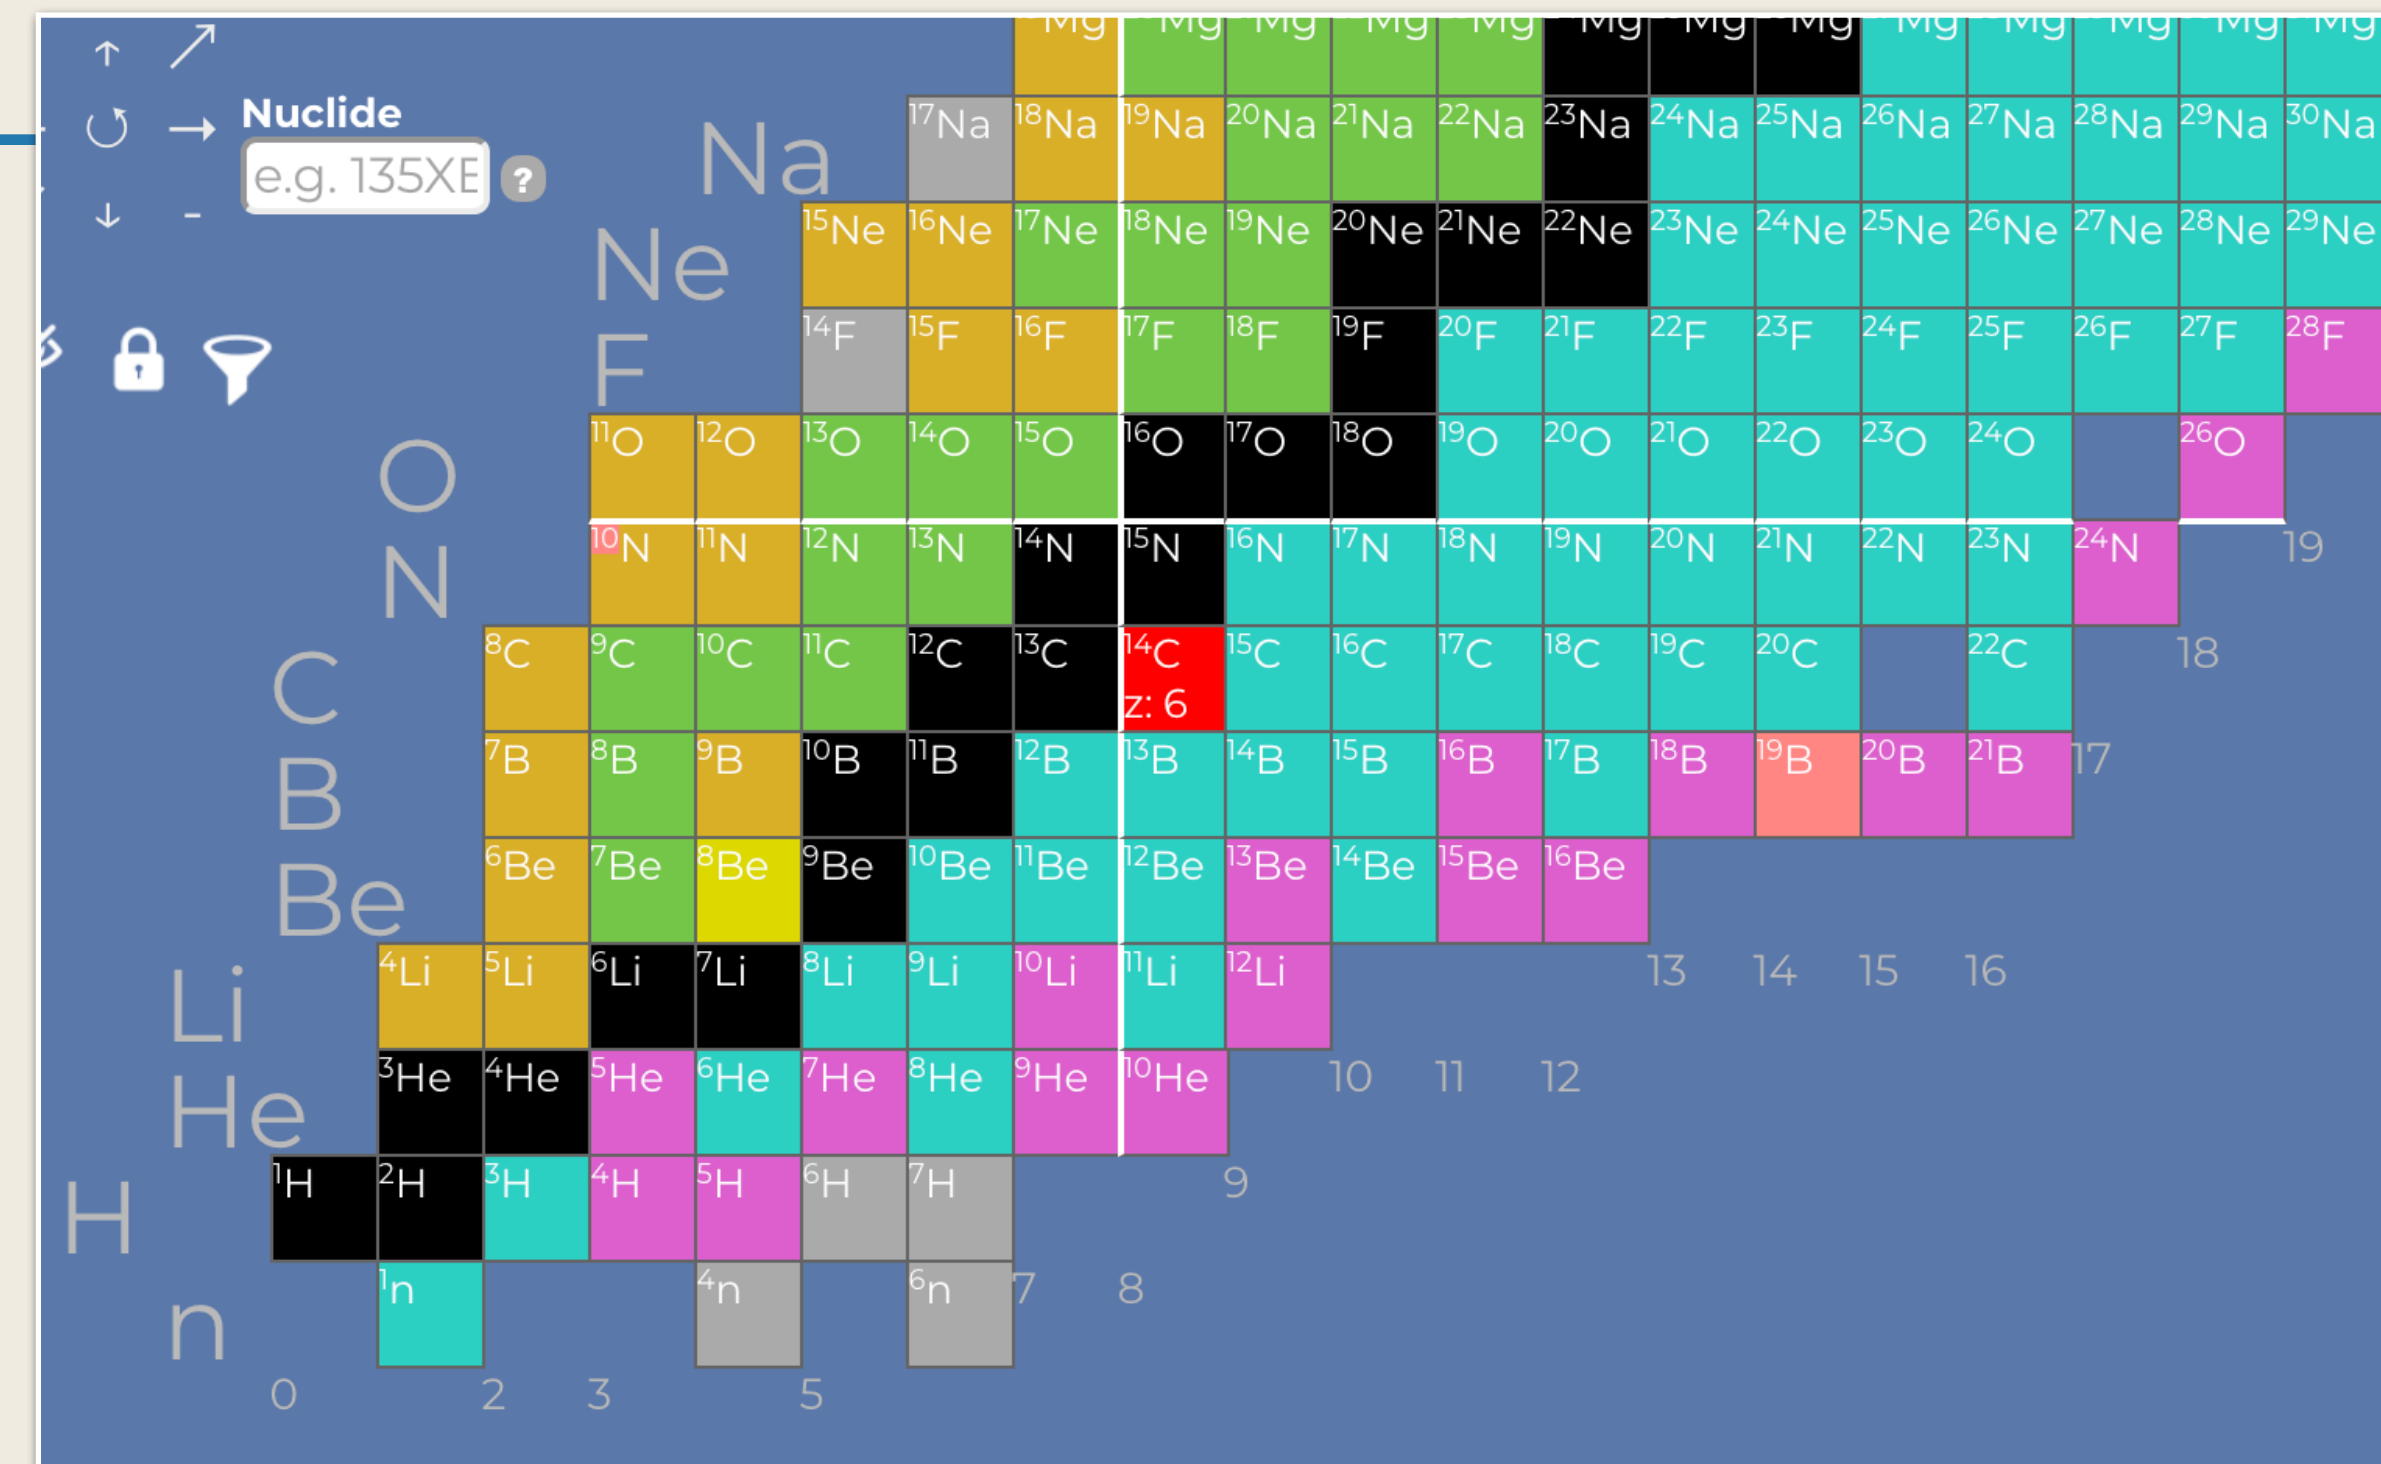 Mg Mg Mg Mg Mg Mg Mg Mg Mg Mg Mg Mg Mg
Nuclide
e.g. 135XE ?
Na 17Na 18Na 19Na 20Na 21Na 22Na 23Na 24Na 25Na 26Na 27Na 28Na 29Na 30Na
Ne 15Ne 16Ne 17Ne 18Ne 19Ne 20Ne 21Ne 22Ne 23Ne 24Ne 25Ne 26Ne 27Ne 28Ne 29Ne
F 14F 15F 16F 17F 18F 19F 20F 21F 22F 23F 24F 25F 26F 27F 28F
O 11O 12O 13O 14O 15O 16O 17O 18O 19O 20O 21O 22O 23O 24O 26O
N 10N 11N 12N 13N 14N 15N 16N 17N 18N 19N 20N 21N 22N 23N 24N 19
C 8C 9C 10C 11C 12C 13C 14C 15C 16C 17C 18C 19C 20C 22C 18
z: 6
B 7B 8B 9B 10B 11B 12B 13B 14B 15B 16B 17B 18B 19B 20B 21B 17
Be 6Be 7Be 8Be 9Be 10Be 11Be 12Be 13Be 14Be 15Be 16Be
Li 4Li 5Li 6Li 7Li 8Li 9Li 10Li 11Li 12Li 13 14 15 16
He 3He 4He 5He 6He 7He 8He 9He 10He 10 11 12
H 1H 2H 3H 4H 5H 6H 7H 9
n 1n 4n 6n 7 8
0 2 3 5